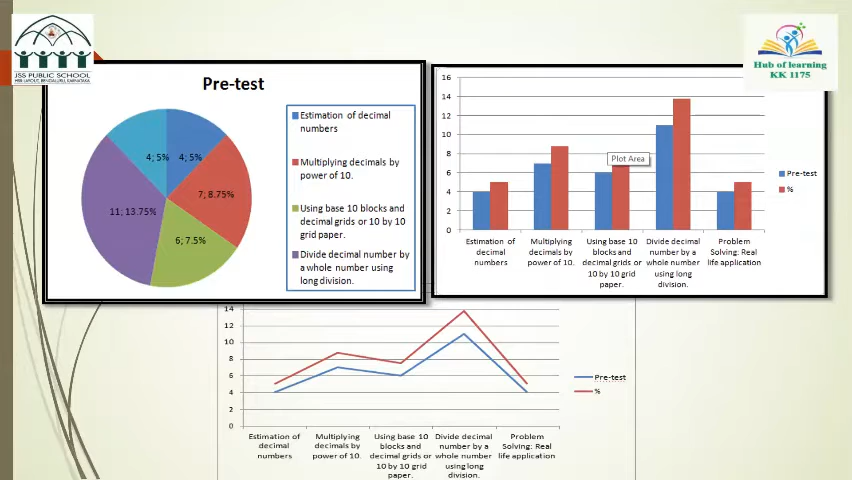 JSS PUBLIC SCHOOL
HSR LAYOUT, BENGALURU, KARNATAKA
Hub of learning
KK 1175
Pre-test
4; 5%
4; 5%
7; 8.75%
11; 13.75%
6; 7.5%
Estimation of decimal
numbers
Multiplying decimals by
power of 10.
Using base 10 blocks and
decimal grids or 10 by 10
grid paper.
Divide decimal number by
a whole number using
long division.
16
14
12
10
8
6
4
2
0
Plot Area
Pre-test
%
Estimation of
decimal
numbers
Multiplying
decimals by
power of 10.
Using base 10
blocks and
decimal grids or
10 by 10 grid
paper.
Divide decimal
number by a
whole number
using long
division.
Problem
Solving: Real
life application
14
12
10
8
6
4
2
0
Pre-test
%
Estimation of
decimal
numbers
Multiplying
decimals by
power of 10.
Using base 10
blocks and
decimal grids or
10 by 10 grid
paper.
Divide decimal
number by a
whole number
using long
division.
Problem
Solving: Real
life application